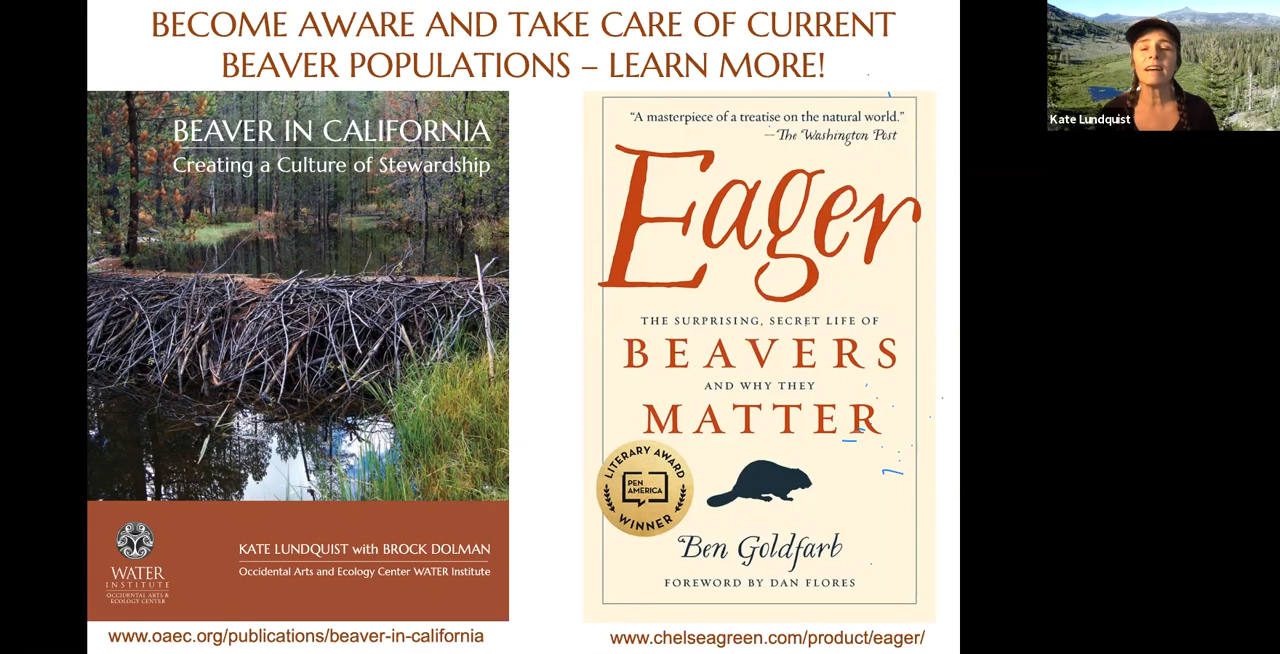 BECOME AWARE AND TAKE CARE OF CURRENT
BEAVER POPULATIONS – LEARN MORE!
BEAVER IN CALIFORNIA
Creating a Culture of Stewardship
WATER
INSTITUTE
OCCIDENTAL ARTS &
ECOLOGY CENTER
KATE LUNDQUIST with BROCK DOLMAN
Occidental Arts and Ecology Center WATER Institute
www.oaec.org/publications/beaver-in-california
“A masterpiece of a treatise on the natural world.”
—The Washington Post
Eager
THE SURPRISING, SECRET LIFE OF
BEAVERS
AND WHY THEY
MATTER
LITERARY AWARD
PEN
AMERICA
WINNER
Ben Goldfarb
FOREWORD BY DAN FLORES
www.chelseagreen.com/product/eager/
Kate Lundquist